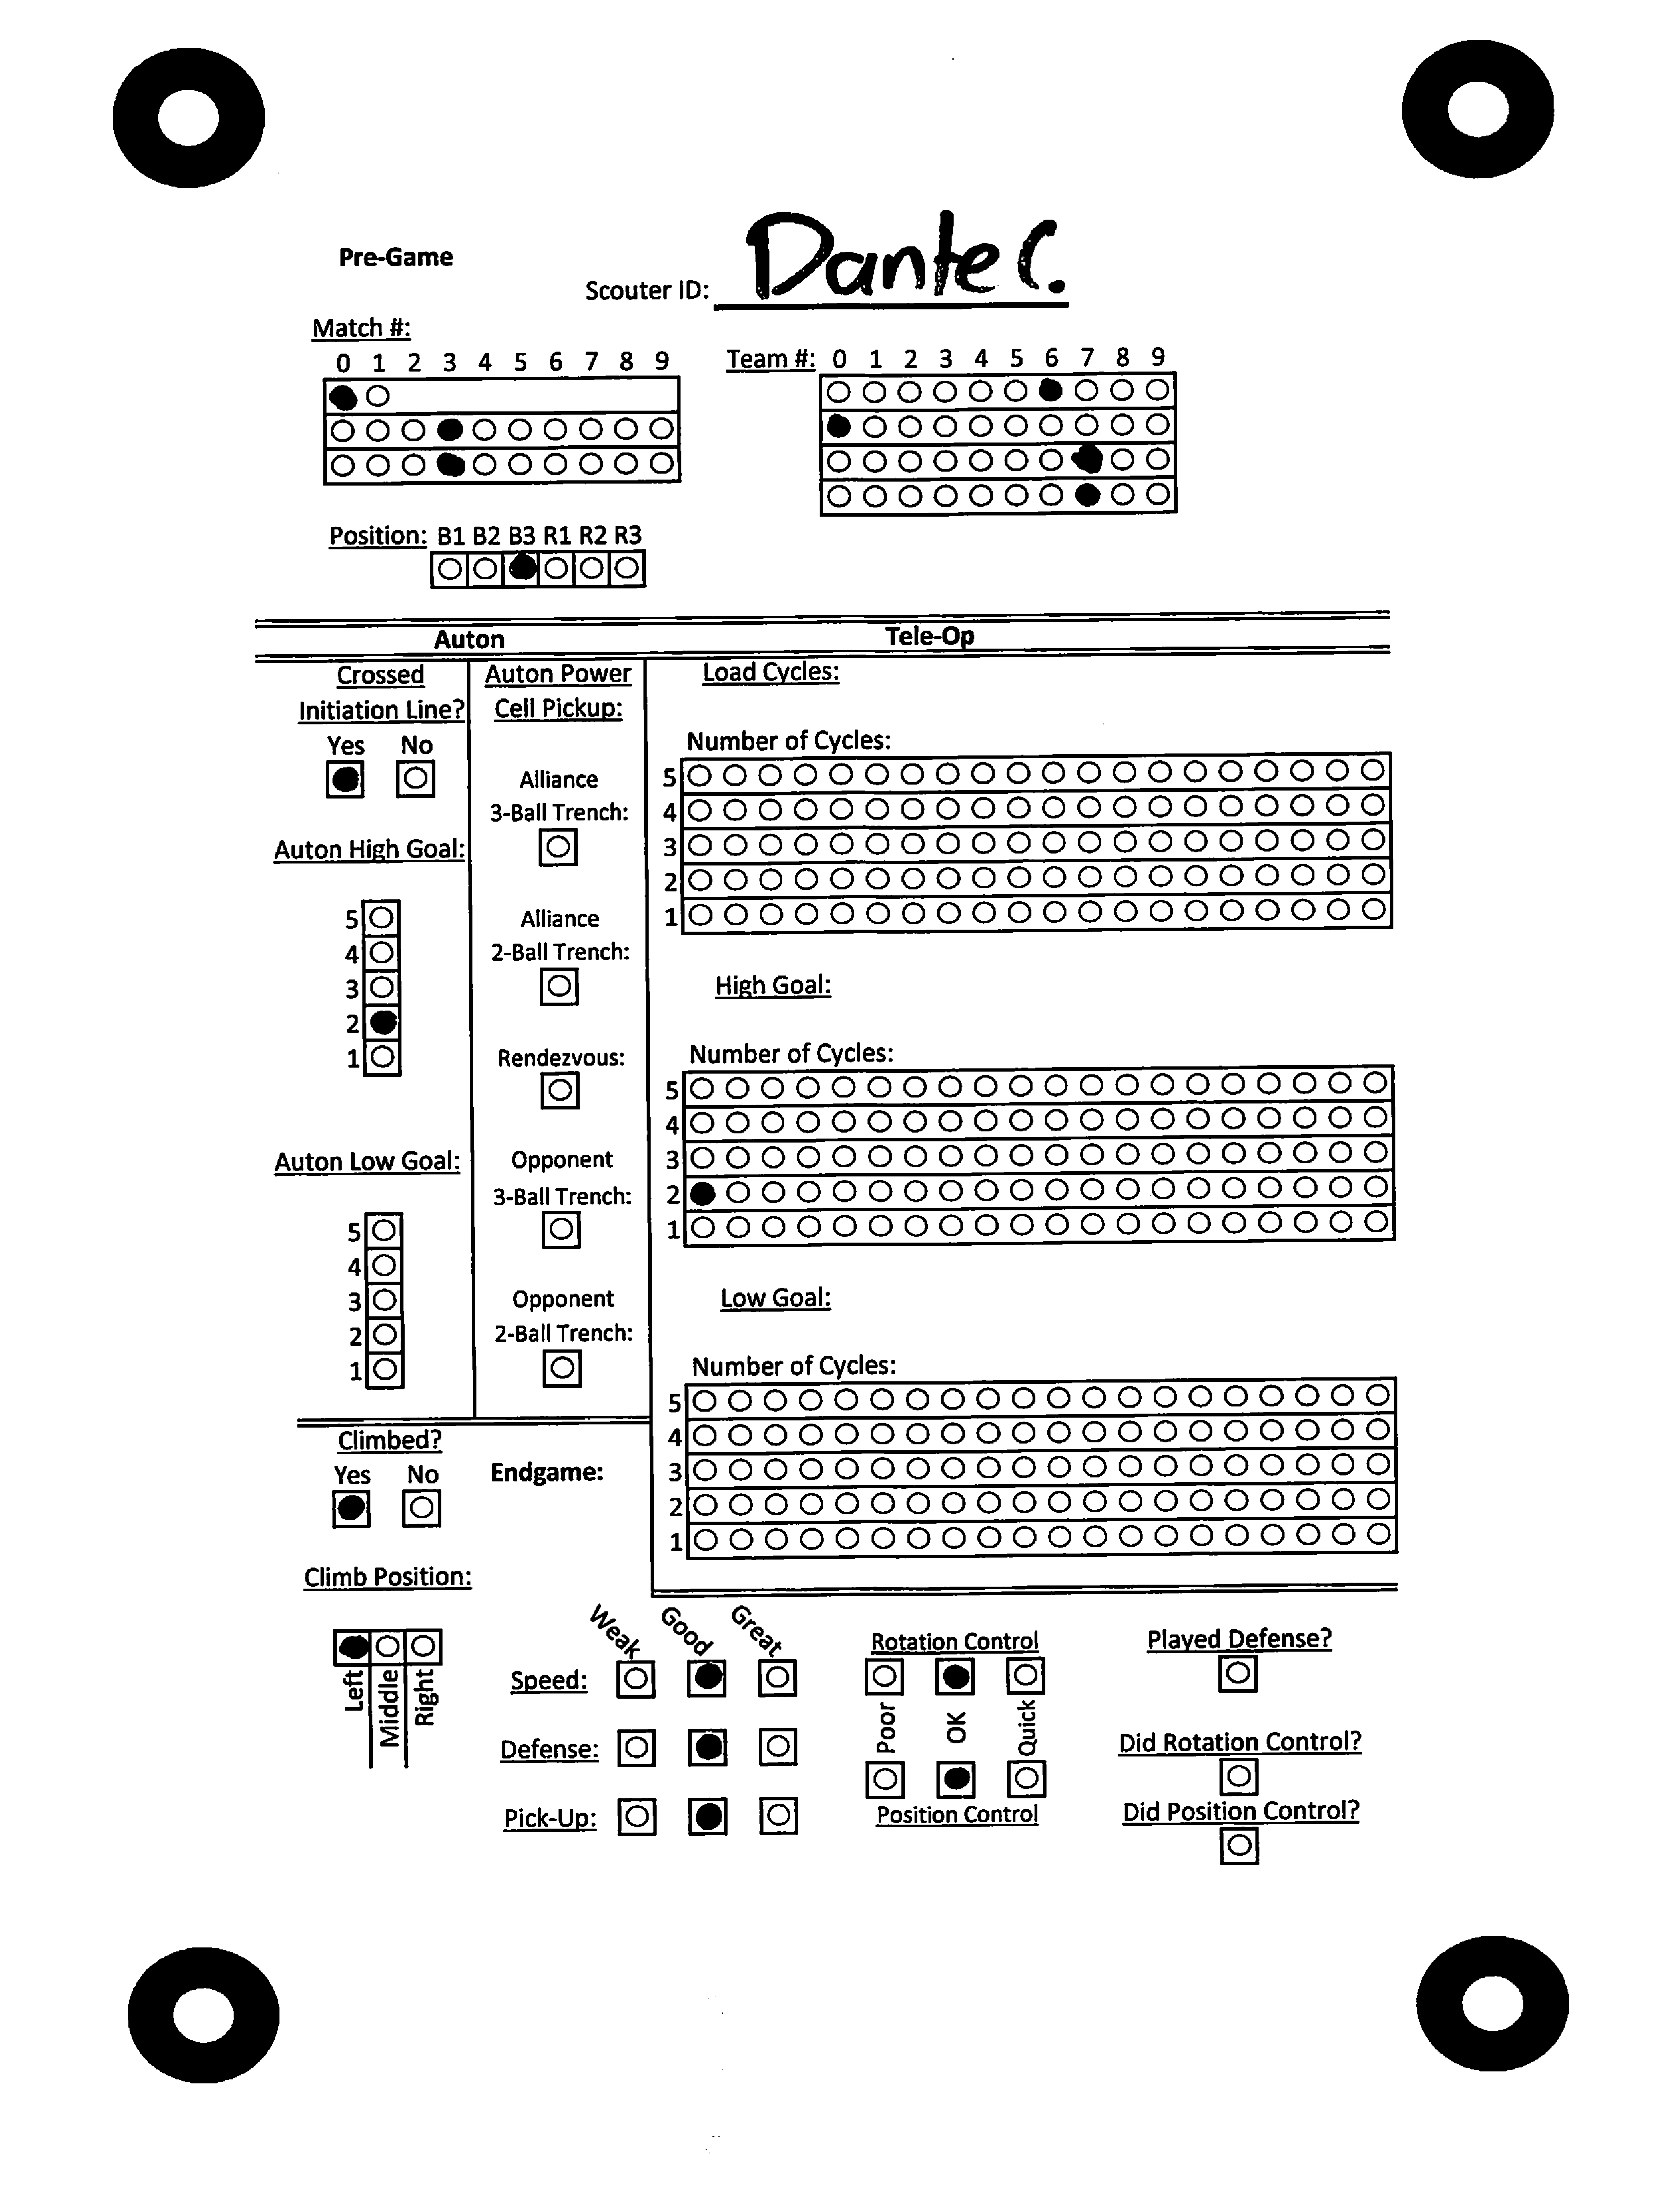 Pre-Game
Scouter ID: Dante C.
Match #:
0 1 2 3 4 5 6 7 8 9
Team #: 0 1 2 3 4 5 6 7 8 9
Position: B1 B2 B3 R1 R2 R3
Auton
Tele-Op
Crossed
Initiation Line?
Yes No
Auton High Goal:
5
4
3
2
1
Auton Low Goal:
5
4
3
2
1
Auton Power
Cell Pickup:
Alliance
3-Ball Trench:
Alliance
2-Ball Trench:
Rendezvous:
Opponent
3-Ball Trench:
Opponent
2-Ball Trench:
Load Cycles:
Number of Cycles:
5
4
3
2
1
High Goal:
Number of Cycles:
5
4
3
2
1
Low Goal:
Number of Cycles:
5
4
3
2
1
Climbed?
Yes No
Endgame:
Climb Position:
Left
Middle
Right
Weak Good Great
Speed:
Defense:
Pick-Up:
Rotation Control
Poor OK Quick
Position Control
Played Defense?
Did Rotation Control?
Did Position Control?